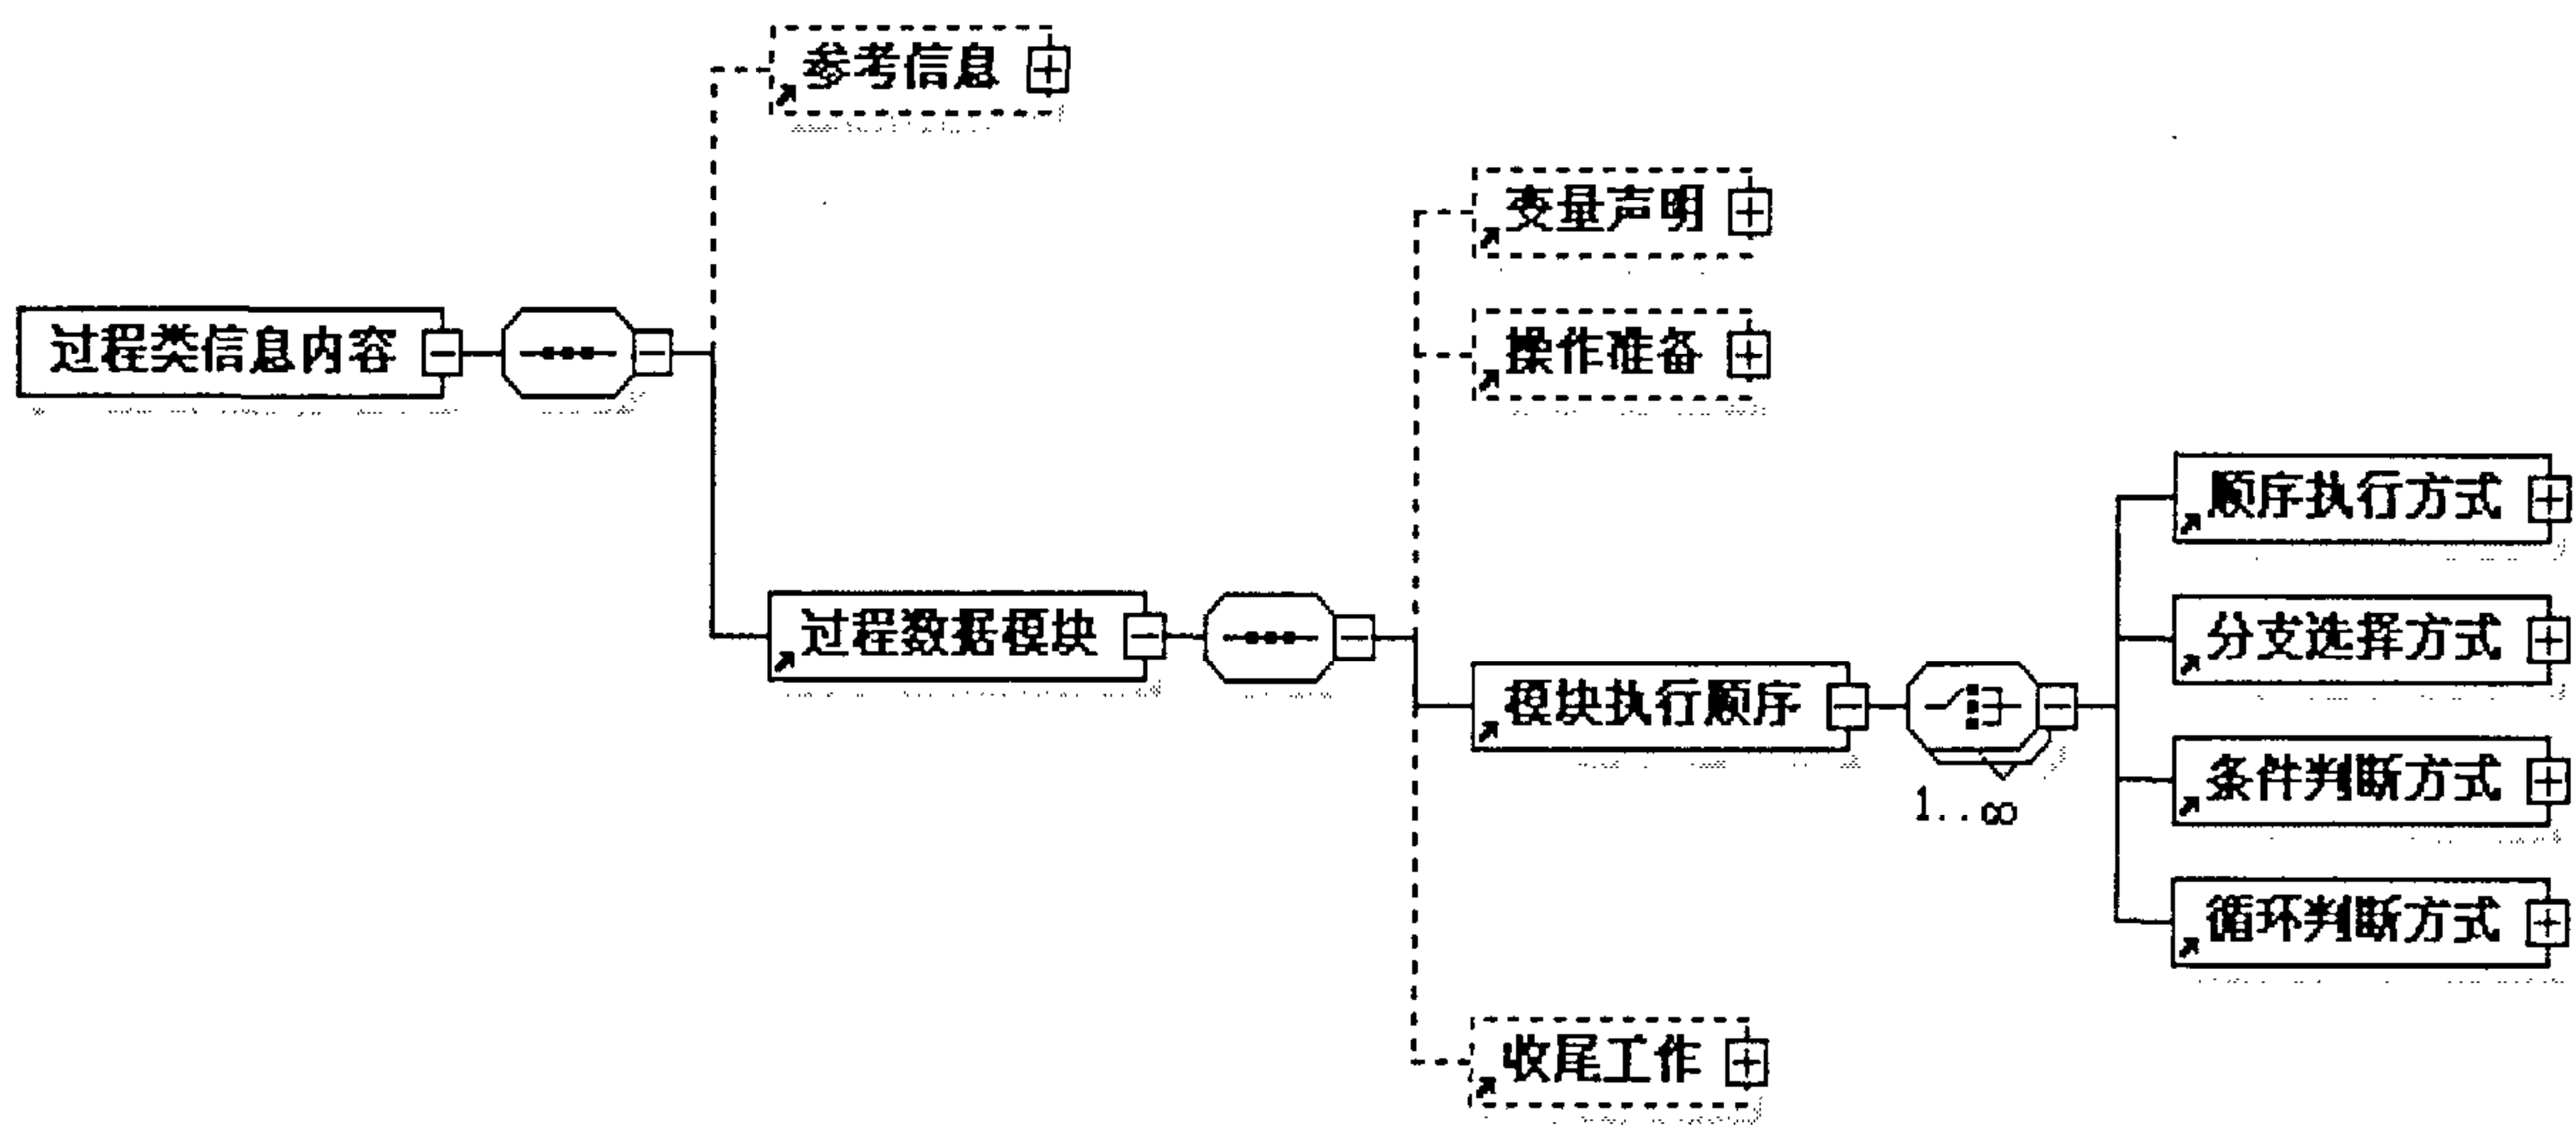 参考信息
变量声明
过程类信息内容
操作准备
顺序执行方式
过程数据模块
分支选择方式
模块执行顺序
条件判断方式
1..∞
循环判断方式
收尾工作